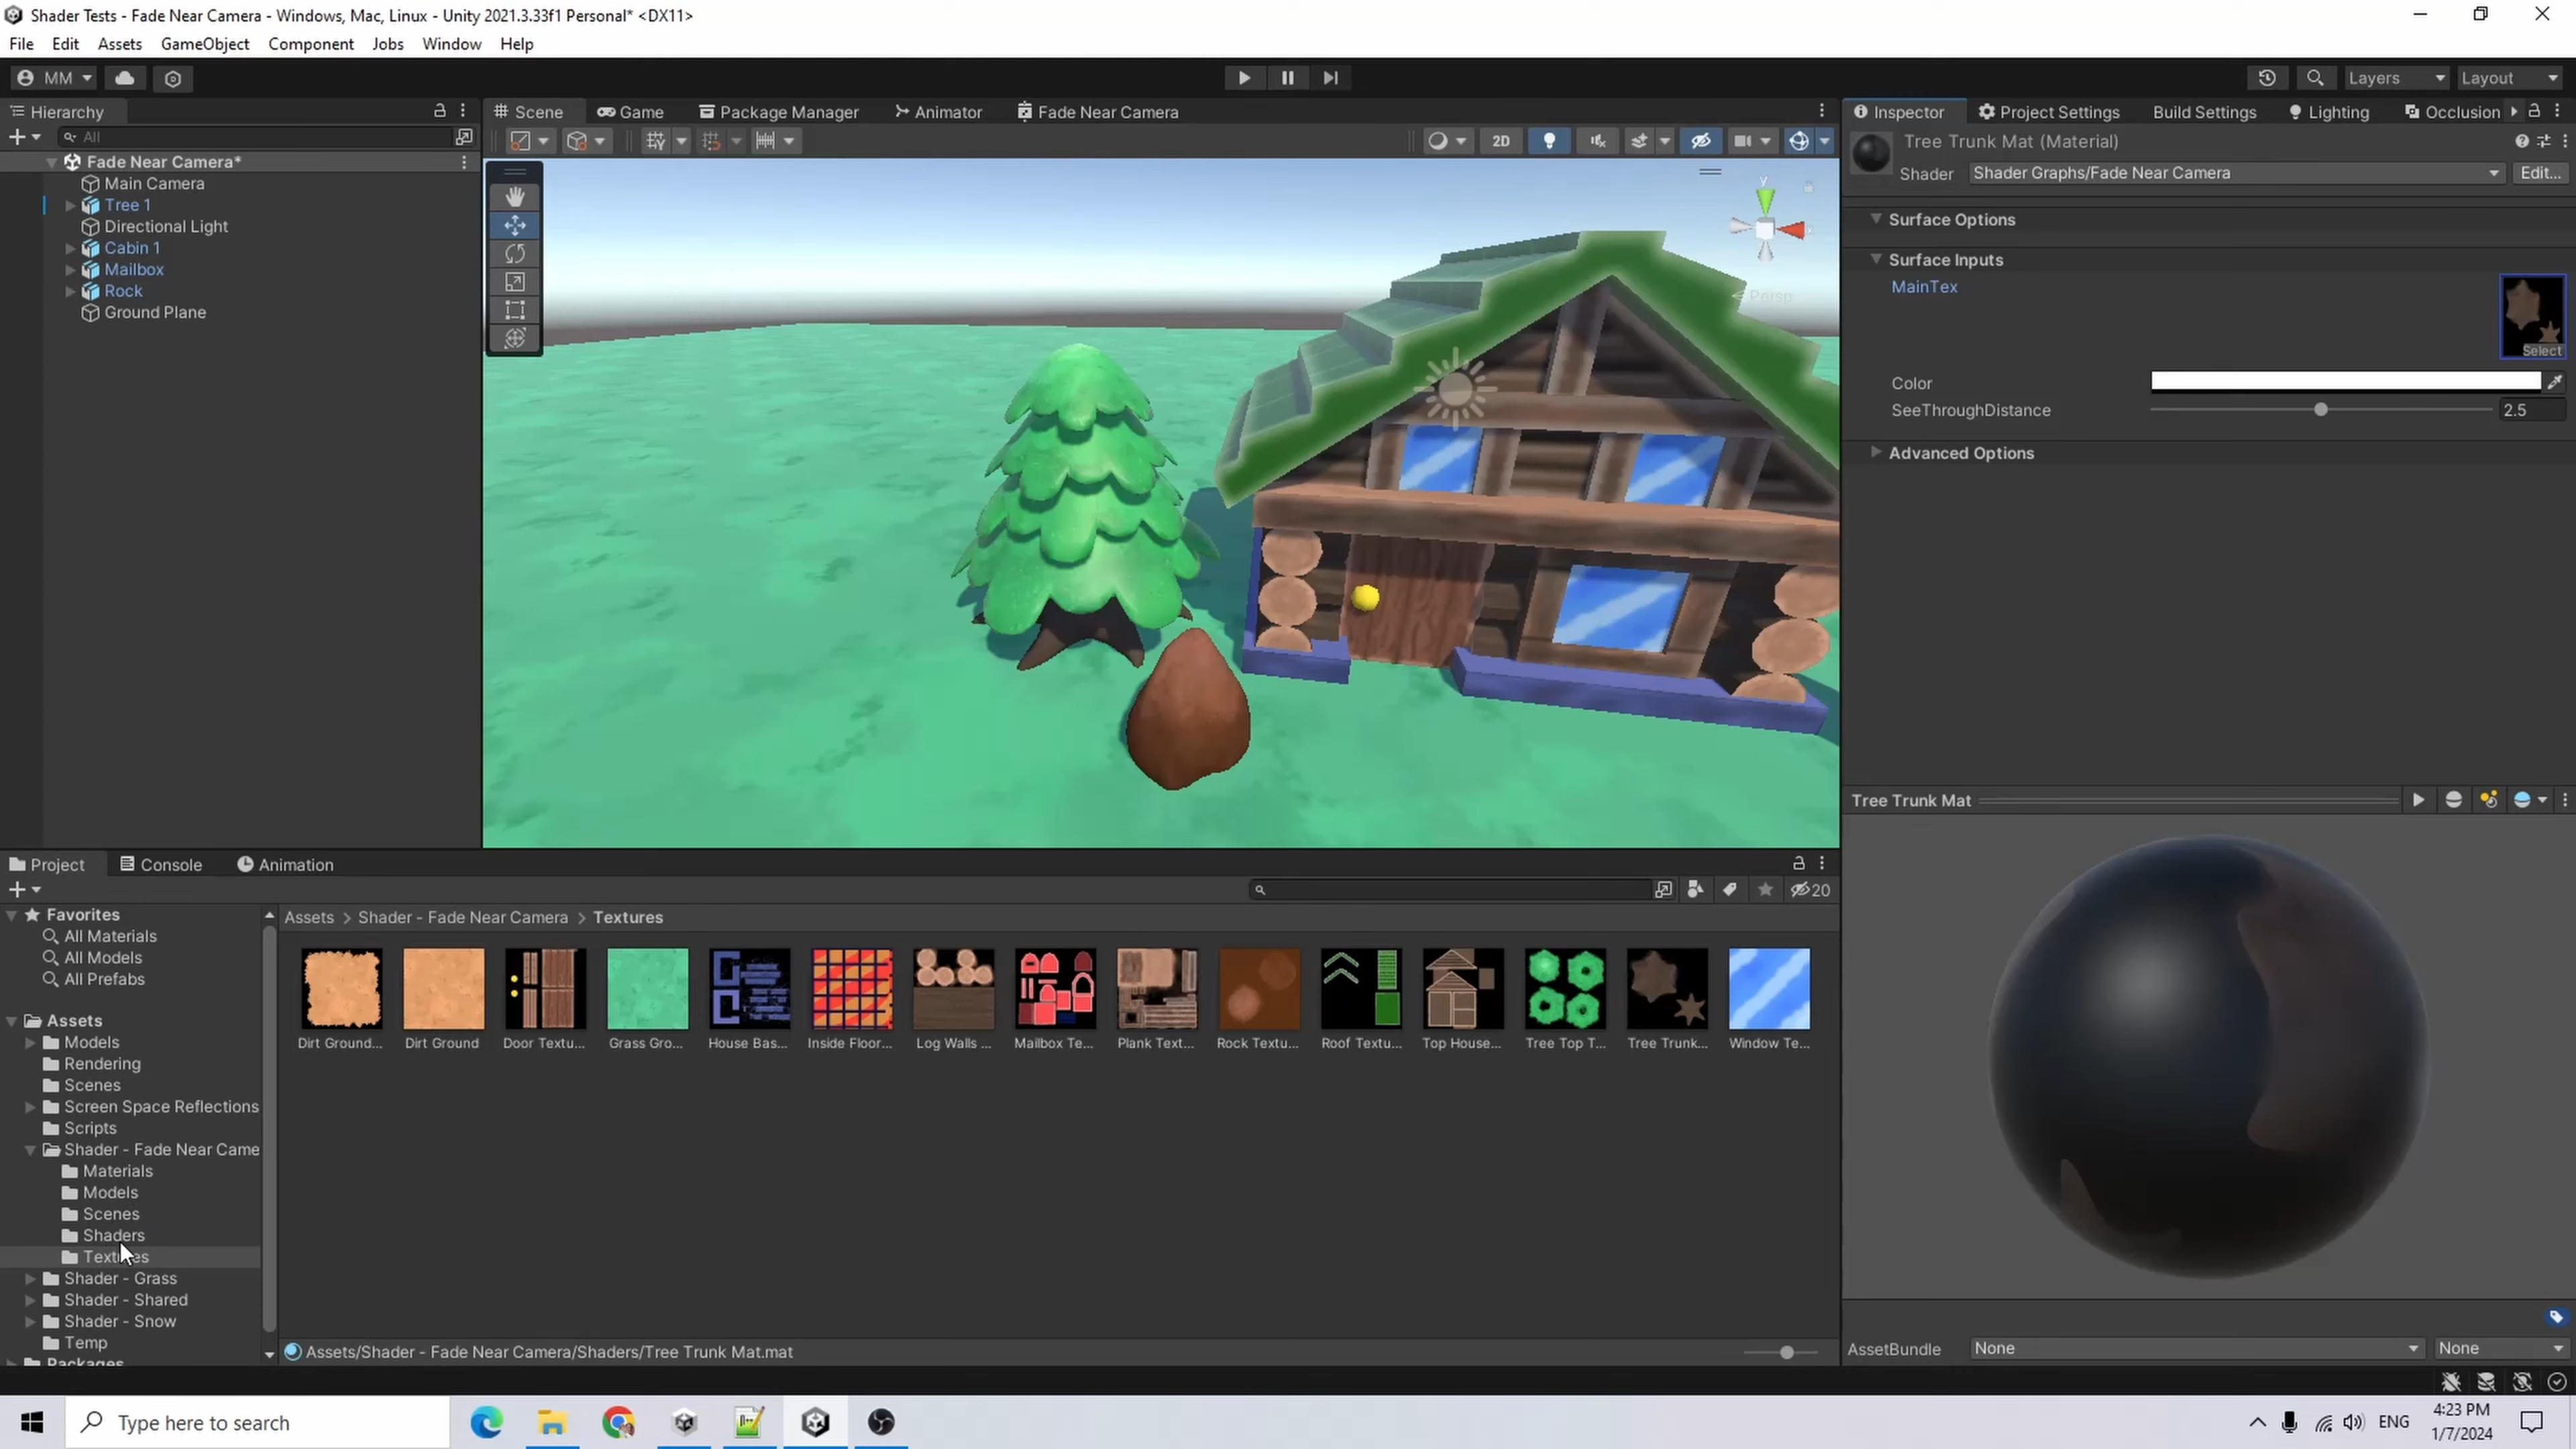 Shader Tests - Fade Near Camera - Windows, Mac, Linux - Unity 2021.3.33f1 Personal* <DX11>
File Edit Assets GameObject Component Jobs Window Help
MM
Layers Layout
Hierarchy
Scene Game Package Manager Animator Fade Near Camera
Inspector Project Settings Build Settings Lighting Occlusion
All
2D
Fade Near Camera*
Main Camera
Tree 1
Directional Light
Cabin 1
Mailbox
Rock
Ground Plane
y
< Persp
Tree Trunk Mat (Material)
Shader Shader Graphs/Fade Near Camera Edit...
Surface Options
Surface Inputs
MainTex
Select
Color
SeeThroughDistance 2.5
Advanced Options
Tree Trunk Mat
Project Console Animation
20
Favorites
All Materials
All Models
All Prefabs
Assets
Models
Rendering
Scenes
Screen Space Reflections
Scripts
Shader - Fade Near Came
Materials
Models
Scenes
Shaders
Textures
Shader - Grass
Shader - Shared
Shader - Snow
Temp
Packages
Assets > Shader - Fade Near Camera > Textures
Dirt Ground... Dirt Ground Door Textu... Grass Gro... House Bas... Inside Floor... Log Walls ... Mailbox Te... Plank Text... Rock Textu... Roof Textu... Top House... Tree Top T... Tree Trunk... Window Te...
Assets/Shader - Fade Near Camera/Shaders/Tree Trunk Mat.mat
AssetBundle None None
Type here to search
ENG
4:23 PM
1/7/2024